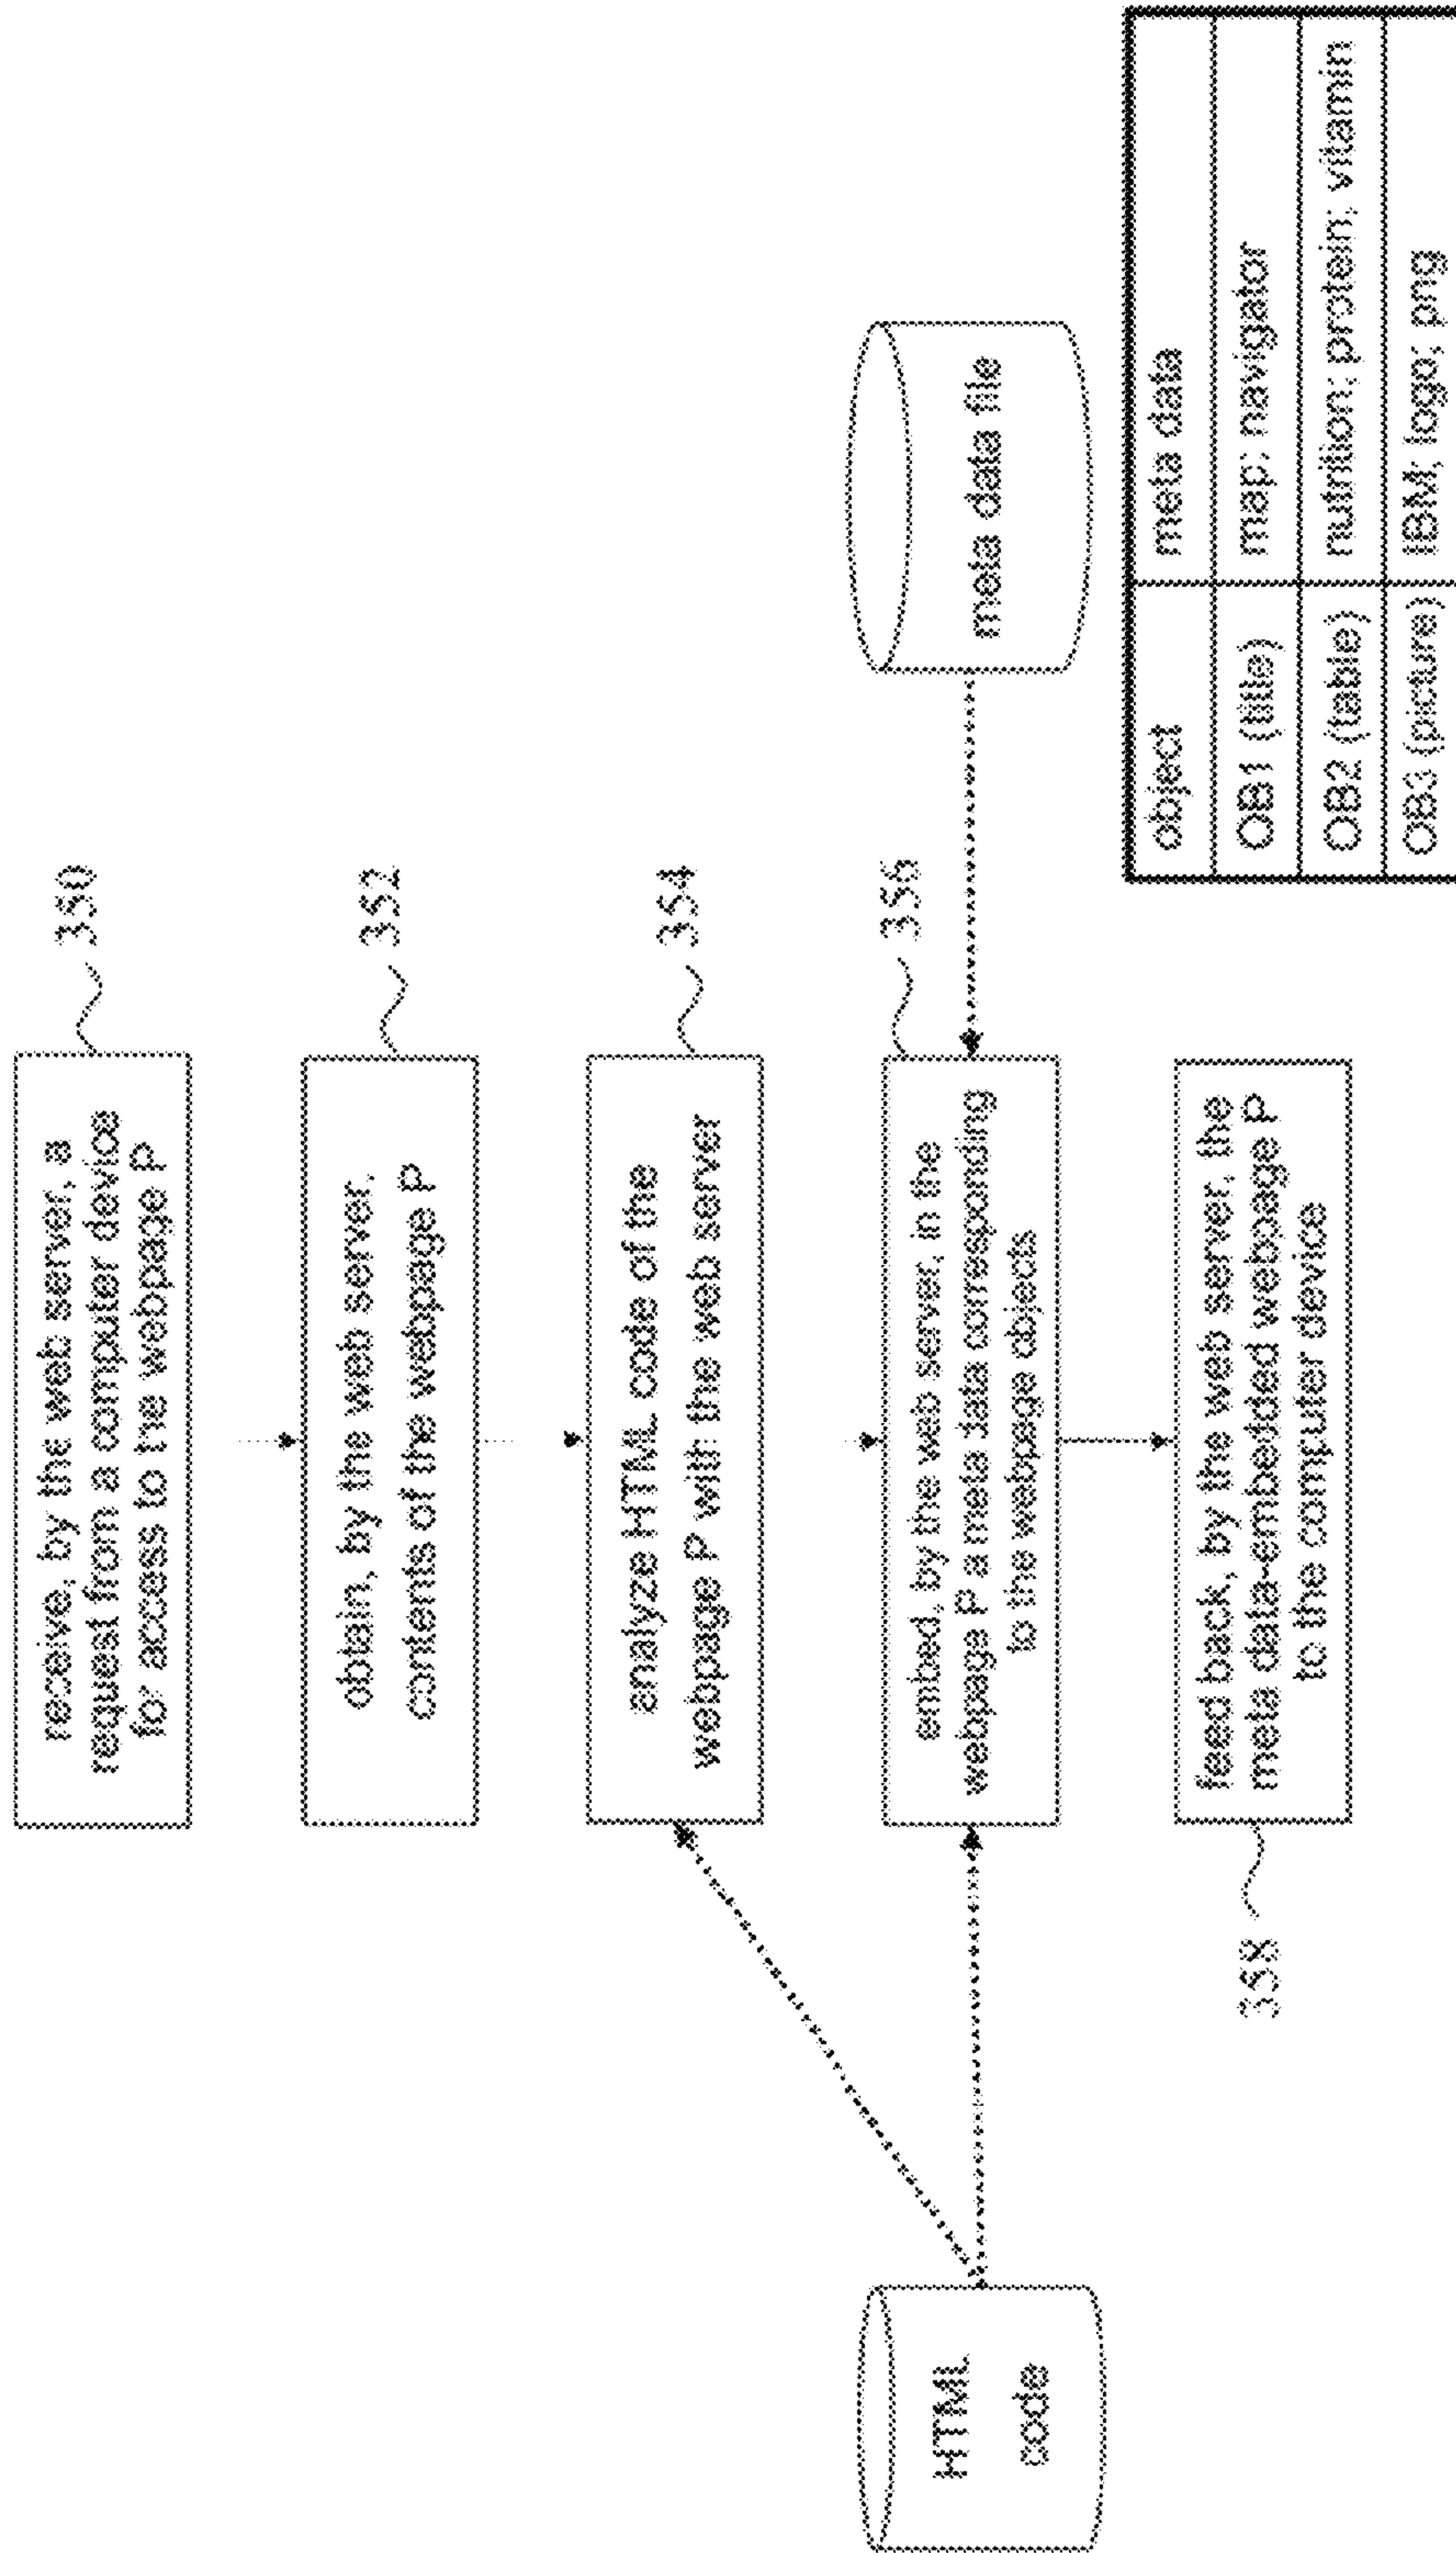 receive, by the web server, a
request from a computer device
for access to the webpage P
350
obtain, by the web server,
contents of the webpage P
352
analyze HTML code of the
webpage P with the web server
354
embed, by the web server, in the
webpage P a meta data corresponding
to the webpage objects
356
HTML
code
meta data file
feed back, by the web server, the
meta data-embedded webpage P
to the computer device
358
object meta data
OB1 (title) map; navigator
OB2 (table) nutrition; protein; vitamin
OB3 (picture) IBM; logo; png